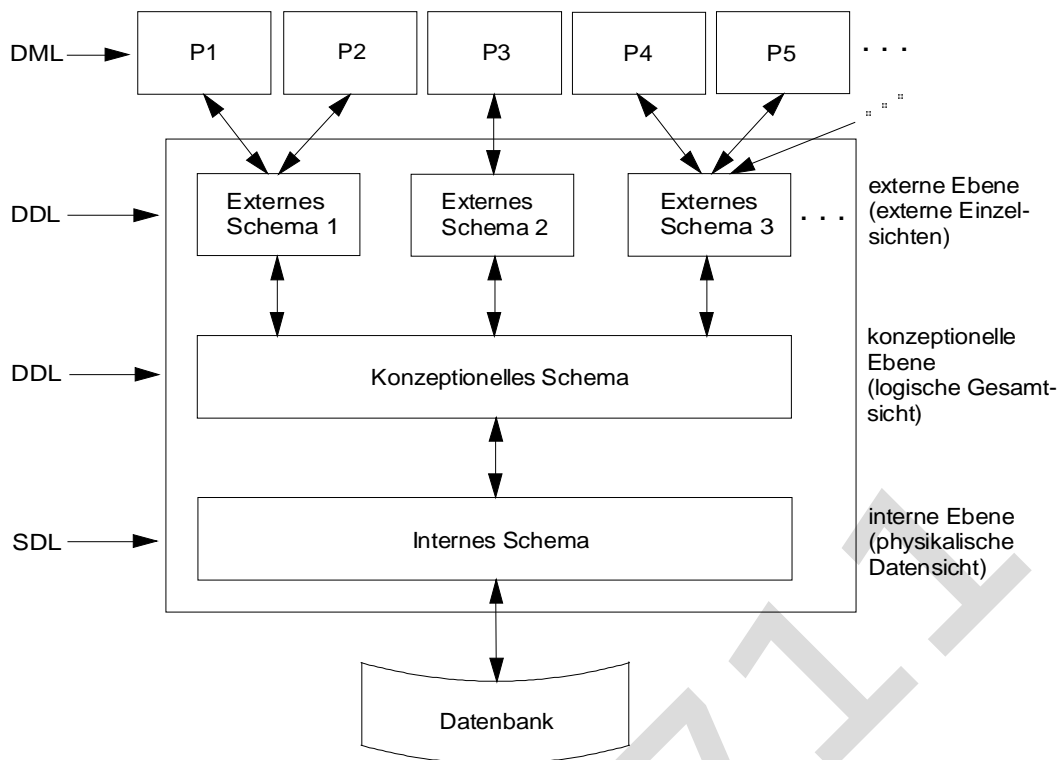 DML
P1
P2
P3
P4
P5
. . .
DDL
Externes
Schema 1
Externes
Schema 2
Externes
Schema 3
. . .
externe Ebene
(externe Einzel-
sichten)
DDL
Konzeptionelles Schema
konzeptionelle
Ebene
(logische Gesamt-
sicht)
SDL
Internes Schema
interne Ebene
(physikalische
Datensicht)
Datenbank
711